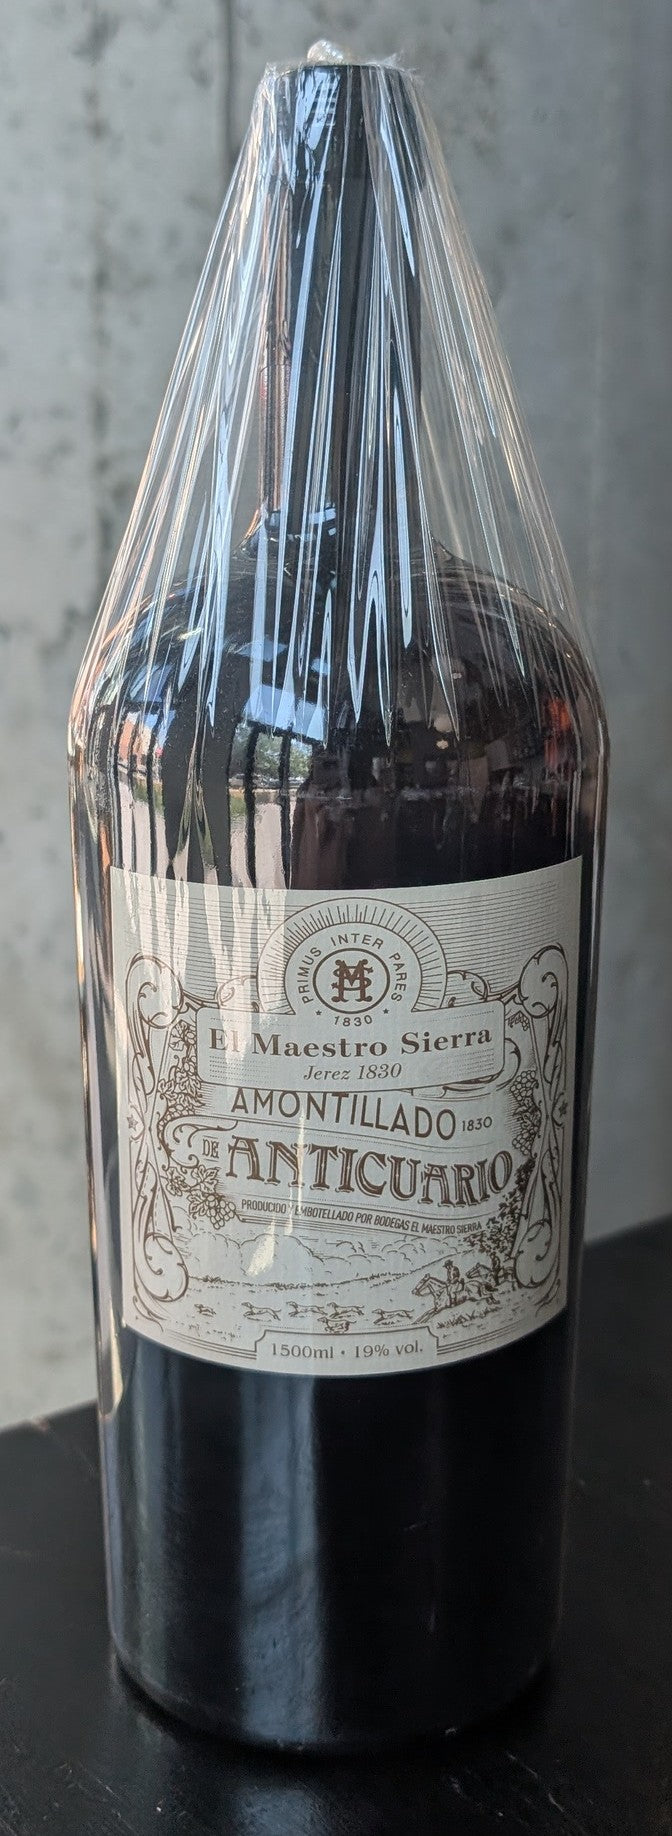 PRIMUS INTER PARES
MS
* 1830 *
El Maestro Sierra
Jerez 1830
AMONTILLADO 1830
DE ANTICUARIO
PRODUCIDO Y EMBOTELLADO POR BODEGAS EL MAESTRO SIERRA
1500ml • 19% vol.